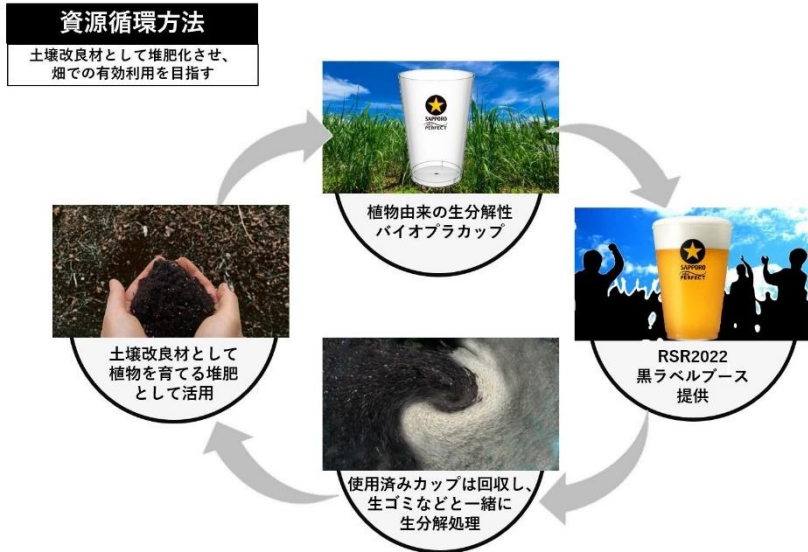 資源循環方法
土壌改良材として堆肥化させ、
畑での有効利用を目指す
SAPPORO
PERFECT
植物由来の生分解性
バイオプラカップ
SAPPORO
PERFECT
RSR2022
黒ラベルブース
提供
使用済みカップは回収し、
生ゴミなどと一緒に
生分解処理
土壌改良材として
植物を育てる堆肥
として活用